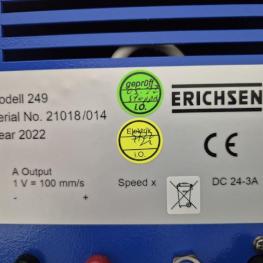 geprüft
i.O.
ERICHSEN
odell 249
erial No. 21018/014
ear 2022
Elektrik
i.O.
CE
A Output
1 V = 100 mm/s
Speed x
DC 24-3A
- +